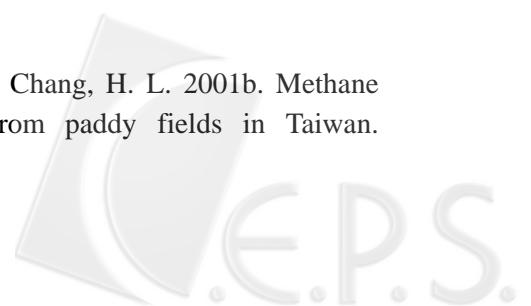 Chang, H. L. 2001b. Methane
rom paddy fields in Taiwan.
C.E.P.S.